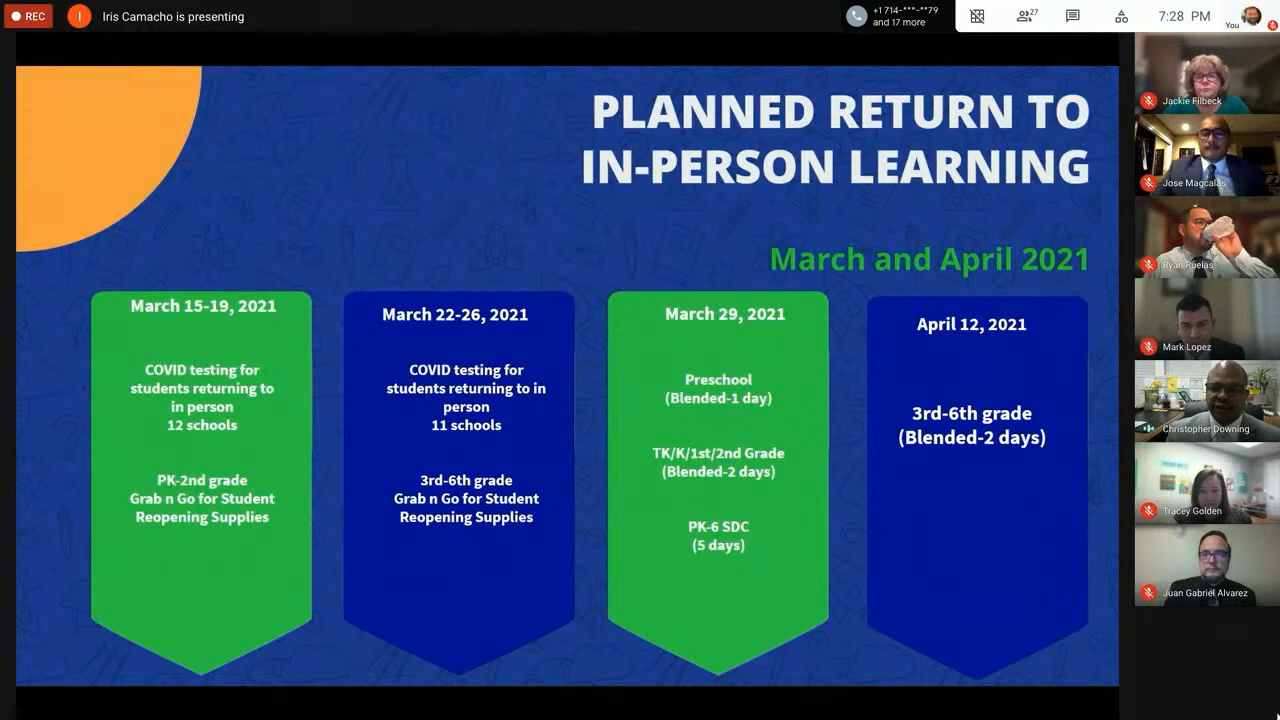 REC
I
Iris Camacho is presenting
+1 714-***-**79
and 17 more
27
7:28 PM
You
PLANNED RETURN TO
IN-PERSON LEARNING
March and April 2021
March 15-19, 2021
COVID testing for
students returning to
in person
12 schools
PK-2nd grade
Grab n Go for Student
Reopening Supplies
March 22-26, 2021
COVID testing for
students returning to in
person
11 schools
3rd-6th grade
Grab n Go for Student
Reopening Supplies
March 29, 2021
Preschool
(Blended-1 day)
TK/K/1st/2nd Grade
(Blended-2 days)
PK-6 SDC
(5 days)
April 12, 2021
3rd-6th grade
(Blended-2 days)
Jackie Filbeck
Jose Magcalas
Ryan Ruelas
Mark Lopez
Christopher Downing
Tracey Golden
Juan Gabriel Alvarez